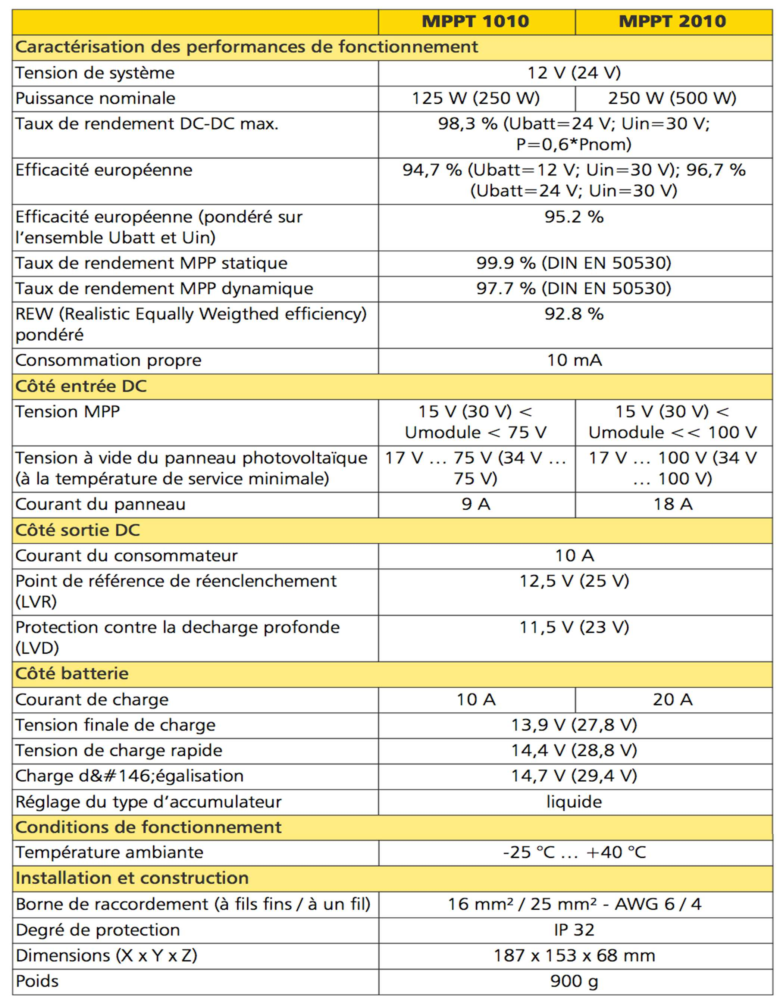 MPPT 1010 MPPT 2010
Caractérisation des performances de fonctionnement
Tension de système 12 V (24 V)
Puissance nominale 125 W (250 W) 250 W (500 W)
Taux de rendement DC-DC max. 98,3 % (Ubatt=24 V; Uin=30 V;
P=0,6*Pnom)
Efficacité européenne 94,7 % (Ubatt=12 V; Uin=30 V); 96,7 %
(Ubatt=24 V; Uin=30 V)
Efficacité européenne (pondéré sur 95.2 %
l‘ensemble Ubatt et Uin)
Taux de rendement MPP statique 99.9 % (DIN EN 50530)
Taux de rendement MPP dynamique 97.7 % (DIN EN 50530)
REW (Realistic Equally Weigthed efficiency) 92.8 %
pondéré
Consommation propre 10 mA
Côté entrée DC
Tension MPP 15 V (30 V) < 15 V (30 V) <
Umodule < 75 V Umodule << 100 V
Tension à vide du panneau photovoltaïque 17 V ... 75 V (34 V ... 17 V ... 100 V (34 V
(à la température de service minimale) 75 V) ... 100 V)
Courant du panneau 9 A 18 A
Côté sortie DC
Courant du consommateur 10 A
Point de référence de réenclenchement 12,5 V (25 V)
(LVR)
Protection contre la decharge profonde 11,5 V (23 V)
(LVD)
Côté batterie
Courant de charge 10 A 20 A
Tension finale de charge 13,9 V (27,8 V)
Tension de charge rapide 14,4 V (28,8 V)
Charge d&#146;égalisation 14,7 V (29,4 V)
Réglage du type d‘accumulateur liquide
Conditions de fonctionnement
Température ambiante -25 °C ... +40 °C
Installation et construction
Borne de raccordement (à fils fins / à un fil) 16 mm² / 25 mm² - AWG 6 / 4
Degré de protection IP 32
Dimensions (X x Y x Z) 187 x 153 x 68 mm
Poids 900 g